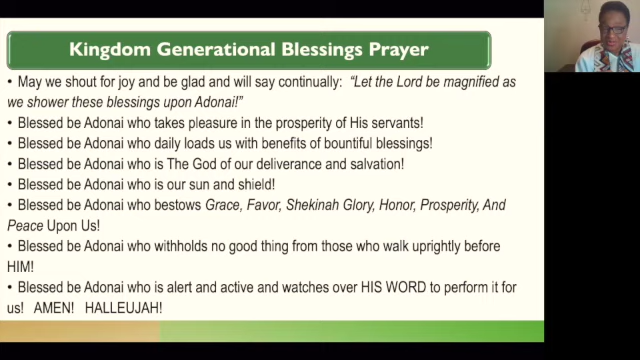 Kingdom Generational Blessings Prayer
• May we shout for joy and be glad and will say continually: “Let the Lord be magnified as
we shower these blessings upon Adonai!”
• Blessed be Adonai who takes pleasure in the prosperity of His servants!
• Blessed be Adonai who daily loads us with benefits of bountiful blessings!
• Blessed be Adonai who is The God of our deliverance and salvation!
• Blessed be Adonai who is our sun and shield!
• Blessed be Adonai who bestows Grace, Favor, Shekinah Glory, Honor, Prosperity, And
Peace Upon Us!
• Blessed be Adonai who withholds no good thing from those who walk uprightly before
HIM!
• Blessed be Adonai who is alert and active and watches over HIS WORD to perform it for
us! AMEN! HALLEUJAH!